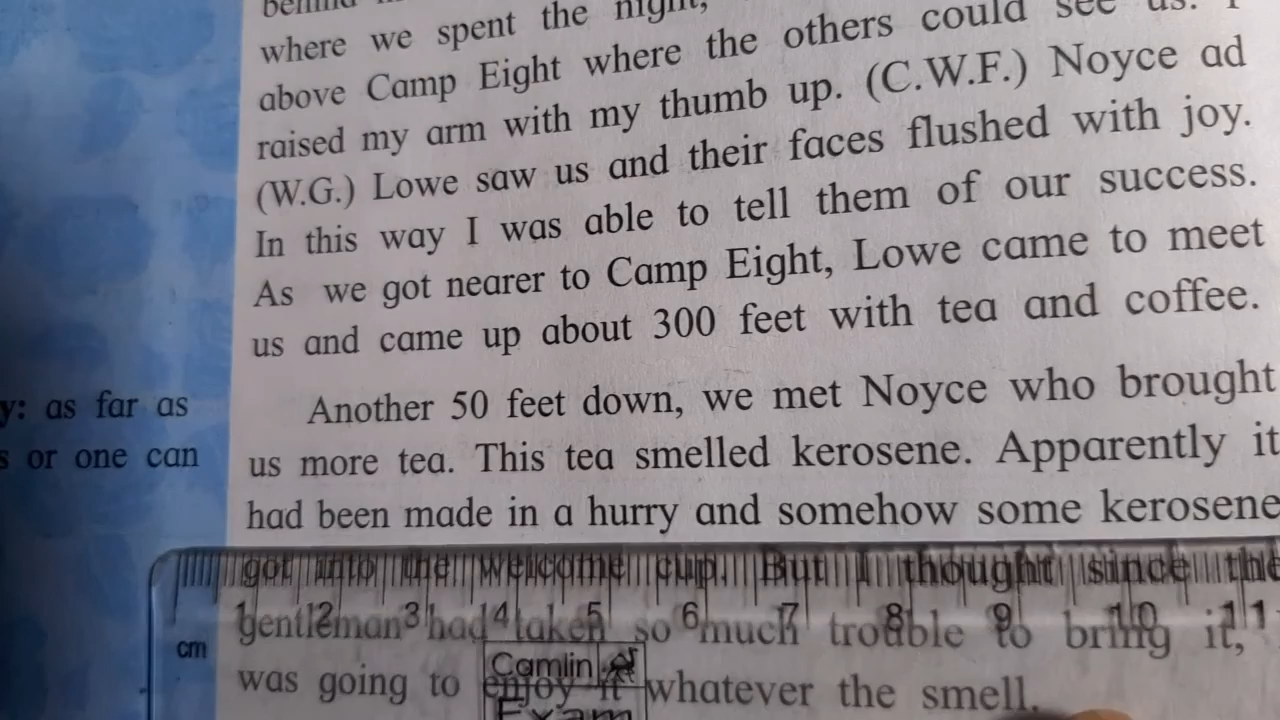 where we spent the night,
above Camp Eight where the others could see us. I
raised my arm with my thumb up. (C.W.F.) Noyce ad
(W.G.) Lowe saw us and their faces flushed with joy.
In this way I was able to tell them of our success.
As we got nearer to Camp Eight, Lowe came to meet
us and came up about 300 feet with tea and coffee.
y: as far as
s or one can
Another 50 feet down, we met Noyce who brought
us more tea. This tea smelled kerosene. Apparently it
had been made in a hurry and somehow some kerosene
got into the welcome cup. But I thought since the
gentleman had taken so much trouble to bring it,
was going to enjoy it whatever the smell.
1 2 3 4 5 6 7 8 9 10 11
cm
Camlin
Exam